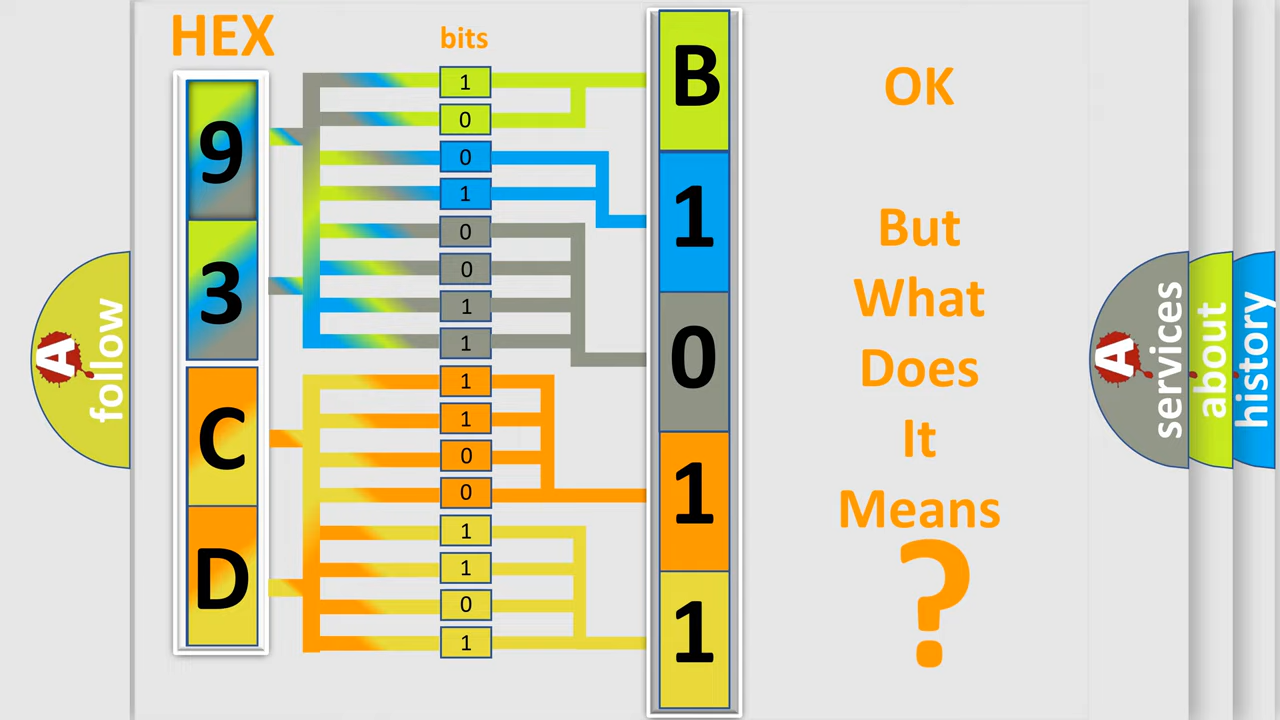 HEX
bits
9
3
C
D
1
0
0
1
0
0
1
1
1
1
0
0
1
1
0
1
B
1
0
1
1
OK
But
What
Does
It
Means
?
A
follow
A
services
about
history